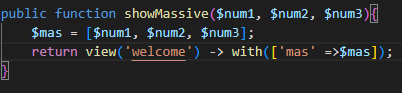 public function showMassive($num1, $num2, $num3){
$mas = [$num1, $num2, $num3];
return view('welcome') -> with(['mas' =>$mas]);
}